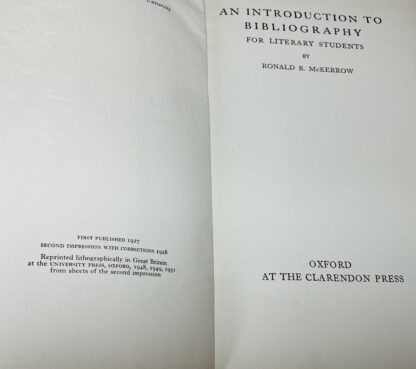 University
FIRST PUBLISHED 1927
SECOND IMPRESSION WITH CORRECTIONS 1928
Reprinted lithographically in Great Britain
at the UNIVERSITY PRESS, OXFORD, 1948, 1949, 1951
from sheets of the second impression
AN INTRODUCTION TO
BIBLIOGRAPHY
FOR LITERARY STUDENTS
BY
RONALD B. McKERROW
OXFORD
AT THE CLARENDON PRESS